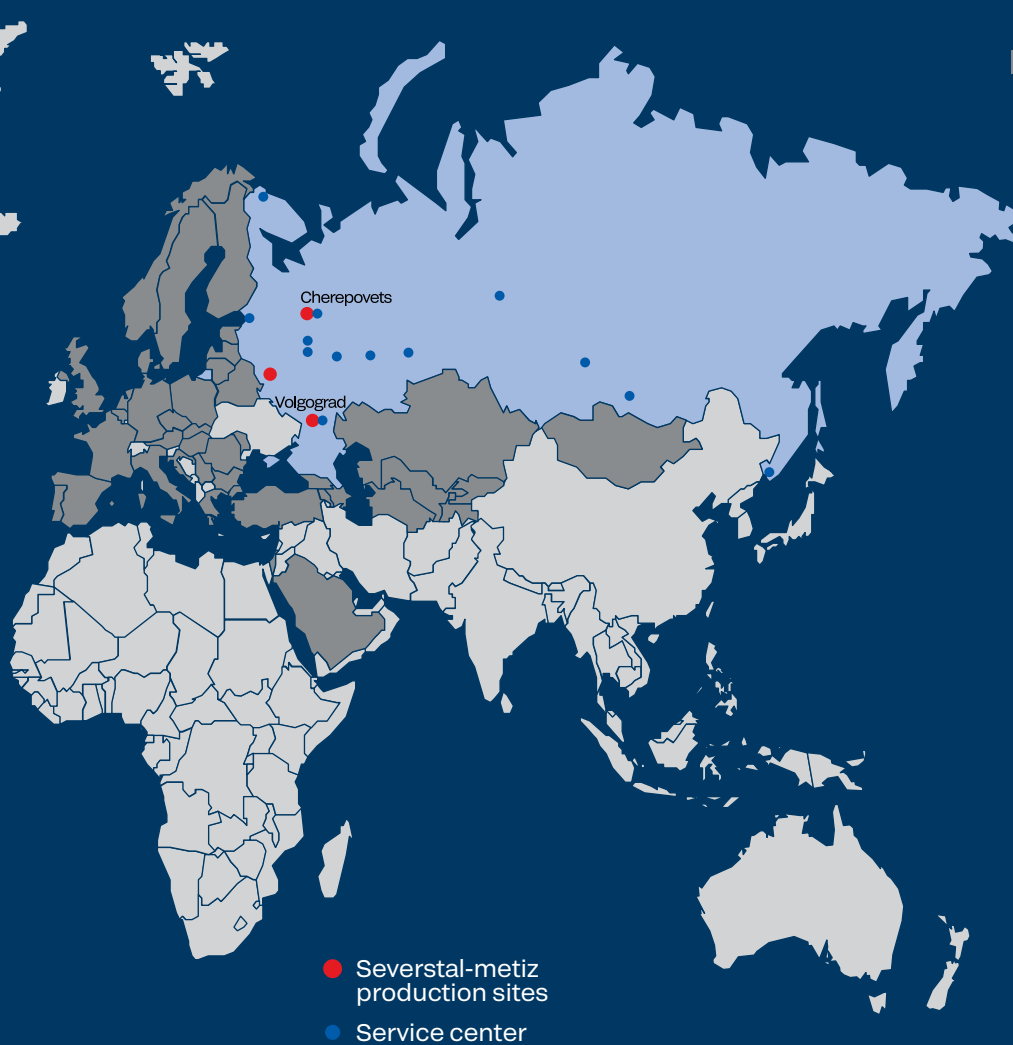 Cherepovets
Volgograd
Severstal-metiz
production sites
Service center